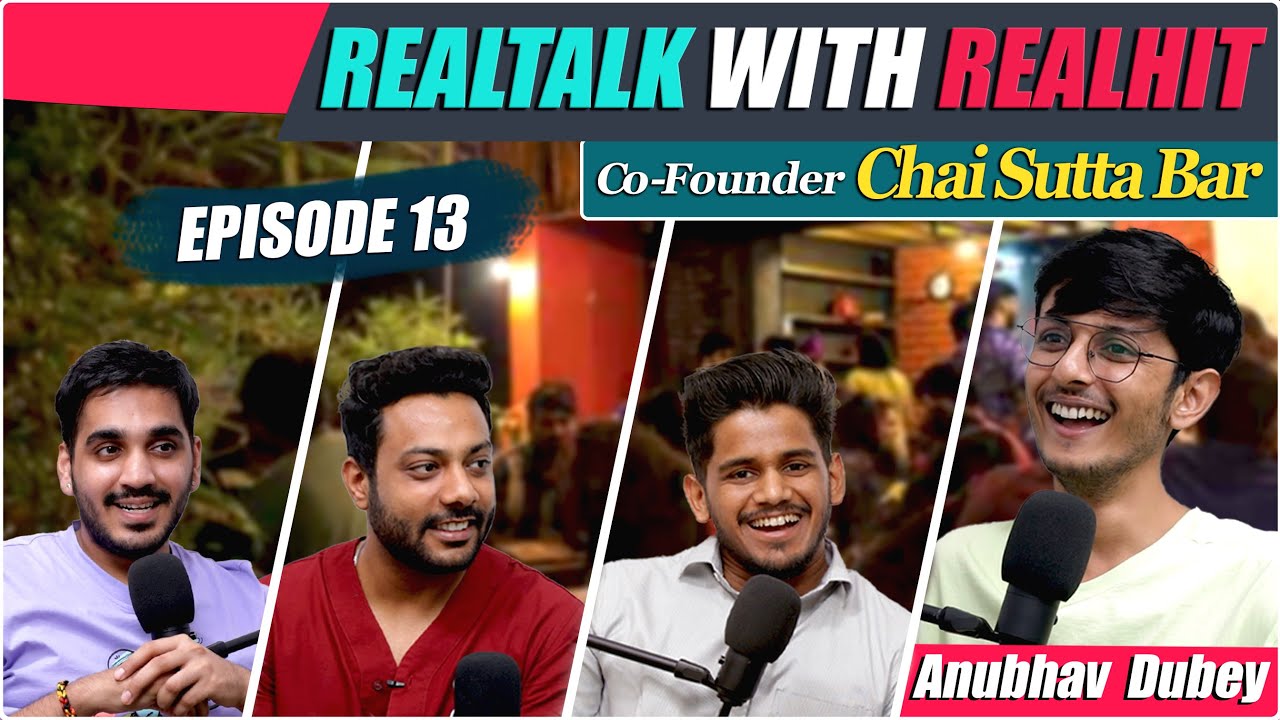 REALTALK WITH REALHIT
Co-Founder Chai Sutta Bar
EPISODE 13
Anubhav Dubey